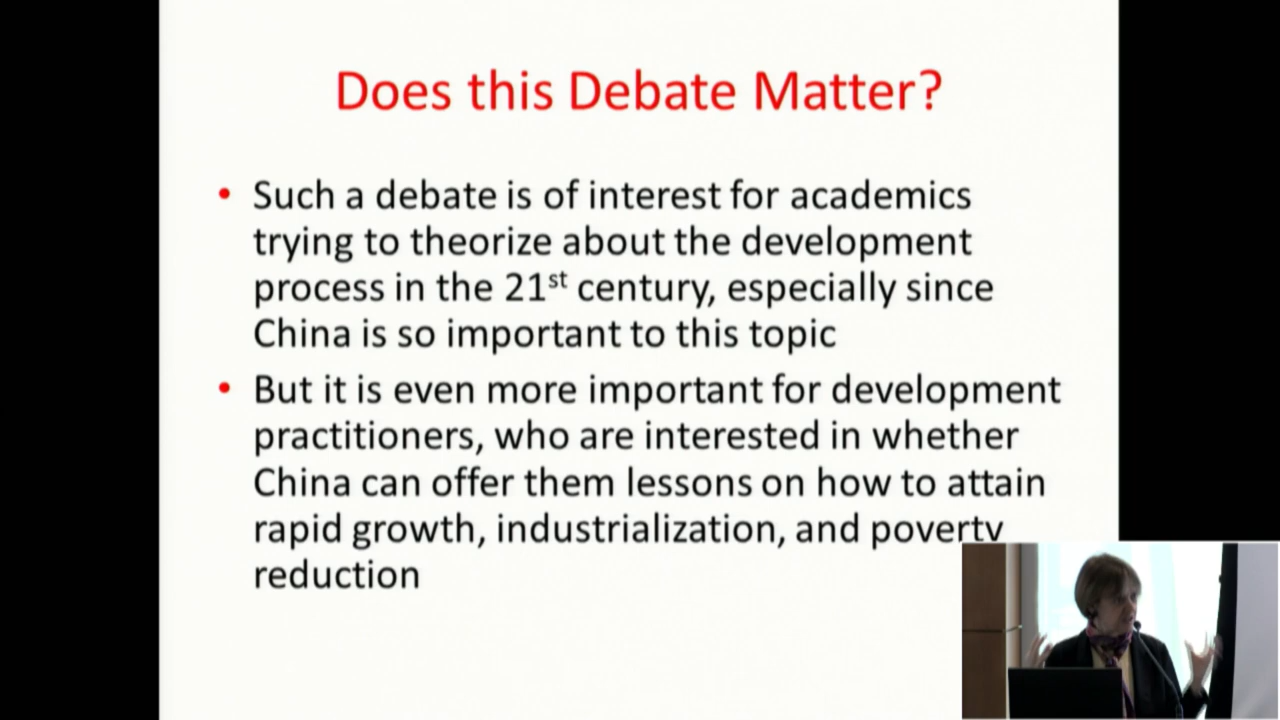 Does this Debate Matter?
• Such a debate is of interest for academics
trying to theorize about the development
process in the 21st century, especially since
China is so important to this topic
• But it is even more important for development
practitioners, who are interested in whether
China can offer them lessons on how to attain
rapid growth, industrialization, and poverty
reduction